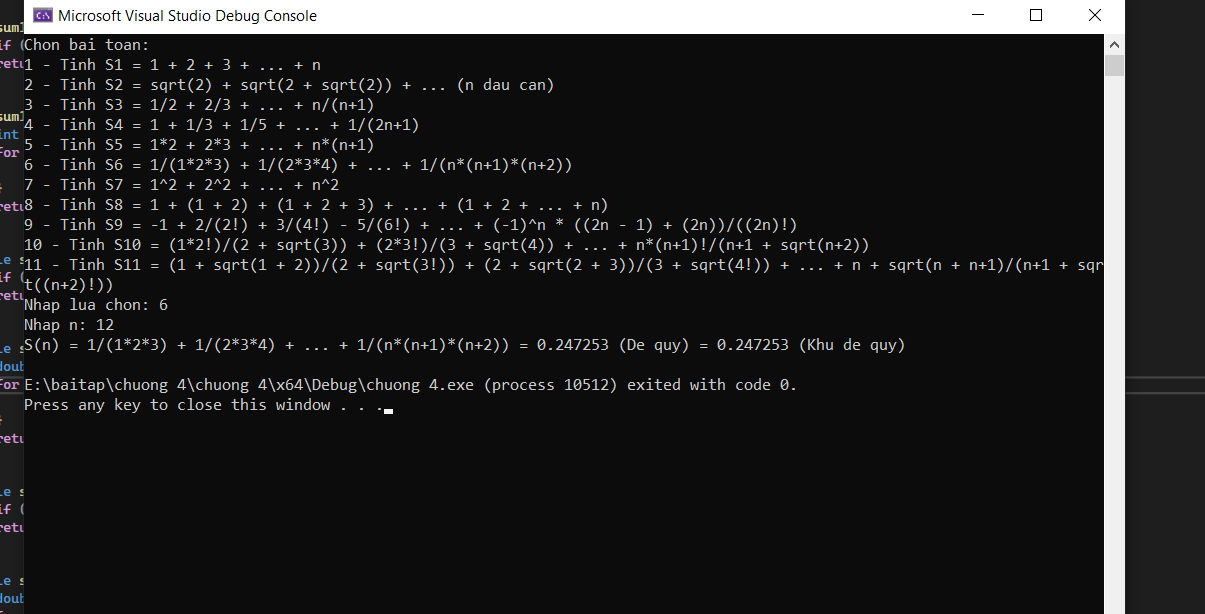 Microsoft Visual Studio Debug Console
Chon bai toan:
1 - Tinh S1 = 1 + 2 + 3 + ... + n
2 - Tinh S2 = sqrt(2) + sqrt(2 + sqrt(2)) + ... (n dau can)
3 - Tinh S3 = 1/2 + 2/3 + ... + n/(n+1)
4 - Tinh S4 = 1 + 1/3 + 1/5 + ... + 1/(2n+1)
5 - Tinh S5 = 1*2 + 2*3 + ... + n*(n+1)
6 - Tinh S6 = 1/(1*2*3) + 1/(2*3*4) + ... + 1/(n*(n+1)*(n+2))
7 - Tinh S7 = 1^2 + 2^2 + ... + n^2
8 - Tinh S8 = 1 + (1 + 2) + (1 + 2 + 3) + ... + (1 + 2 + ... + n)
9 - Tinh S9 = -1 + 2/(2!) + 3/(4!) - 5/(6!) + ... + (-1)^n * ((2n - 1) + (2n))/((2n)!)
10 - Tinh S10 = (1*2!)/(2 + sqrt(3)) + (2*3!)/(3 + sqrt(4)) + ... + n*(n+1)!/(n+1 + sqrt(n+2))
11 - Tinh S11 = (1 + sqrt(1 + 2))/(2 + sqrt(3!)) + (2 + sqrt(2 + 3))/(3 + sqrt(4!)) + ... + n + sqrt(n + n+1)/(n+1 + sqr
t((n+2)!))
Nhap lua chon: 6
Nhap n: 12
S(n) = 1/(1*2*3) + 1/(2*3*4) + ... + 1/(n*(n+1)*(n+2)) = 0.247253 (De quy) = 0.247253 (Khu de quy)
E:\baitap\chuong 4\chuong 4\x64\Debug\chuong 4.exe (process 10512) exited with code 0.
Press any key to close this window . . .